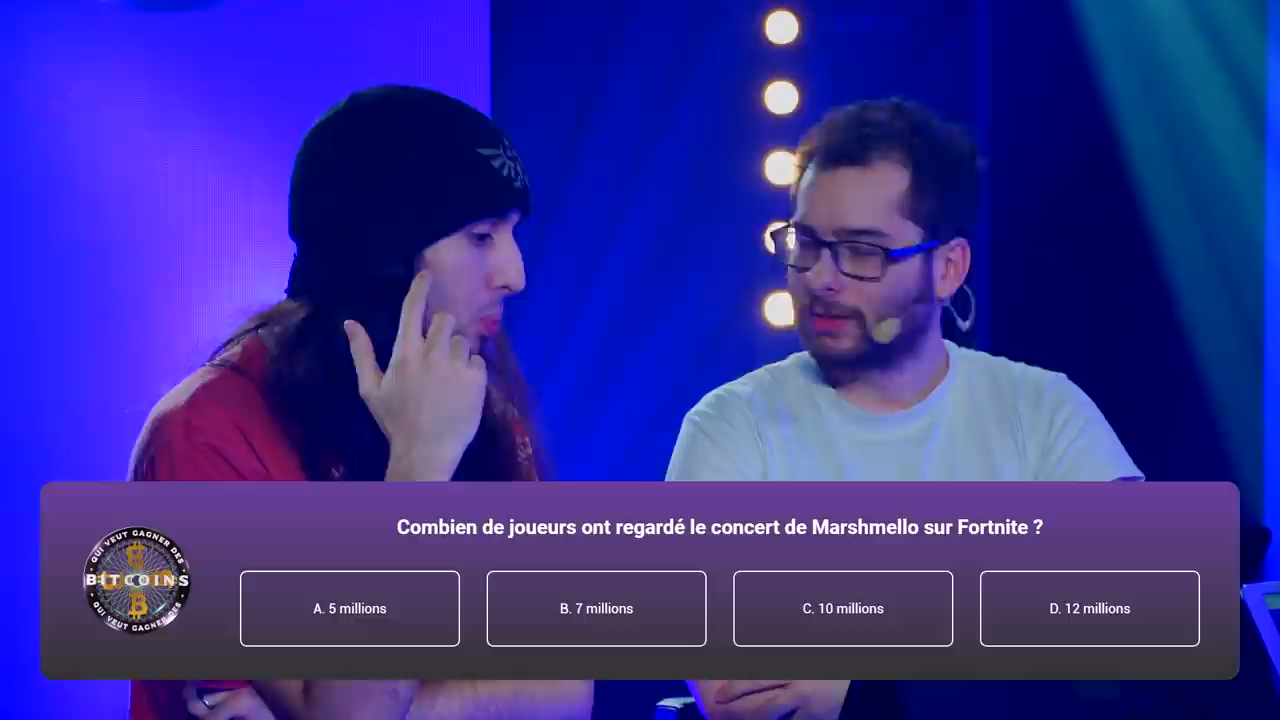 Combien de joueurs ont regardé le concert de Marshmello sur Fortnite ?
QUI VEUT GAGNER DES
BITCOINS
QUI VEUT GAGNER DES
A. 5 millions
B. 7 millions
C. 10 millions
D. 12 millions